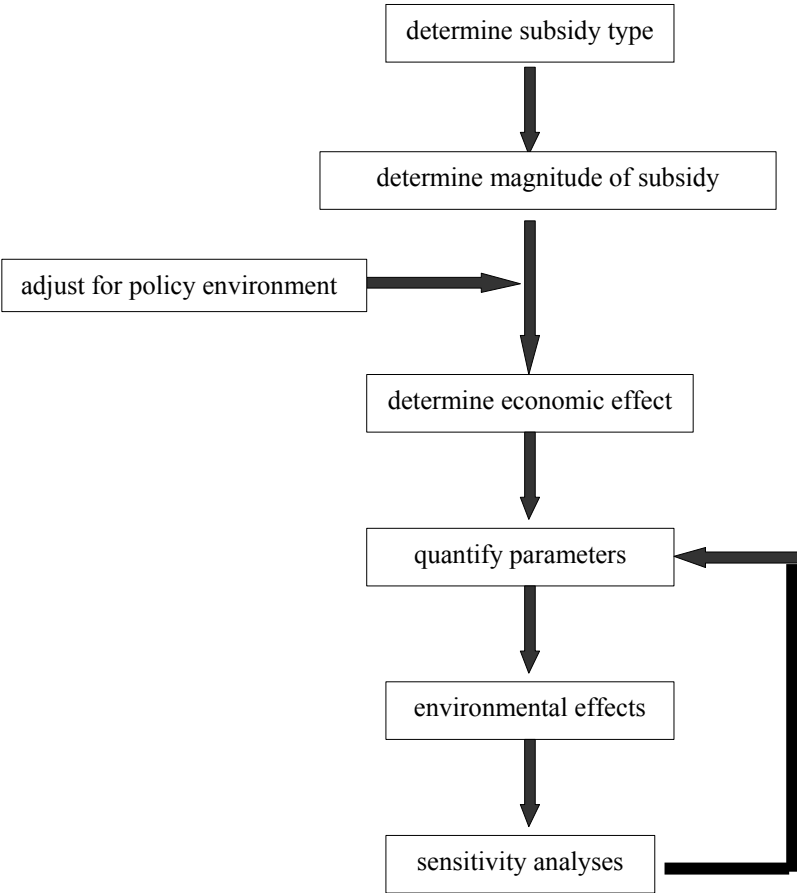 determine subsidy type
determine magnitude of subsidy
adjust for policy environment
determine economic effect
quantify parameters
environmental effects
sensitivity analyses